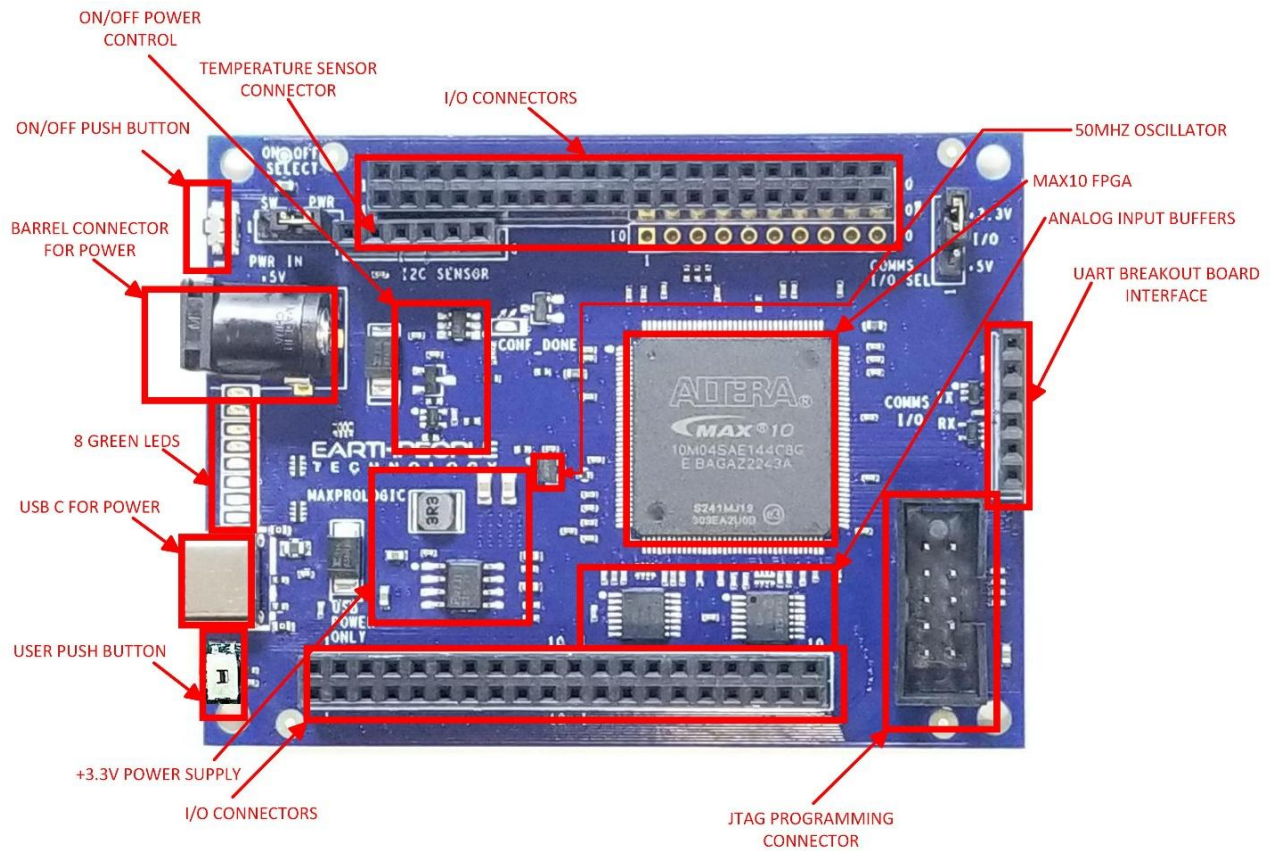 ON/OFF POWER
CONTROL
TEMPERATURE SENSOR
CONNECTOR
I/O CONNECTORS
ON/OFF PUSH BUTTON
50MHZ OSCILLATOR
MAX10 FPGA
ANALOG INPUT BUFFERS
BARREL CONNECTOR
FOR POWER
UART BREAKOUT BOARD
INTERFACE
8 GREEN LEDS
USB C FOR POWER
USER PUSH BUTTON
+3.3V POWER SUPPLY
I/O CONNECTORS
JTAG PROGRAMMING
CONNECTOR
ON OFF
SELECT
SW PWR
PWR IN
I2C SENSOR
10
1
COMMS
I/O SEL
+3.3V
I/O
1
CONF_DONE
ALTERA
MAX 10
10M04SAE144C8G
COMMS
I/O
TX
RX
MAXPROLOGIC
3R3
USB
POWER
ONLY
10
10